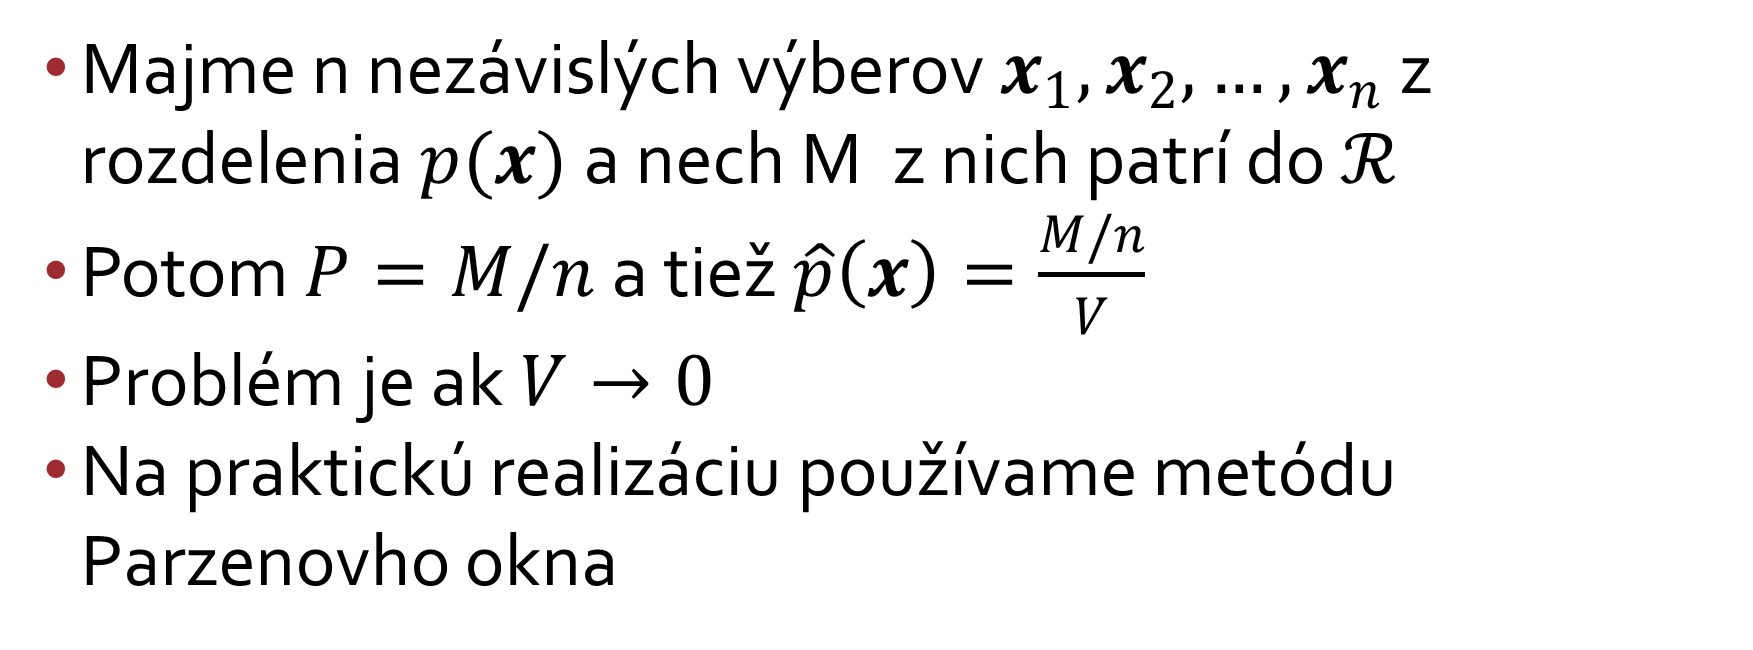 • Majme n nezávislých výberov 𝒙₁, 𝒙₂, … , 𝒙ₙ z
rozdelenia 𝑝(𝒙) a nech M z nich patrí do ℛ
• Potom 𝑃 = 𝑀/𝑛 a tiež 𝑝̂(𝒙) = (𝑀/𝑛)/𝑉
• Problém je ak 𝑉 → 0
• Na praktickú realizáciu používame metódu
Parzenovho okna